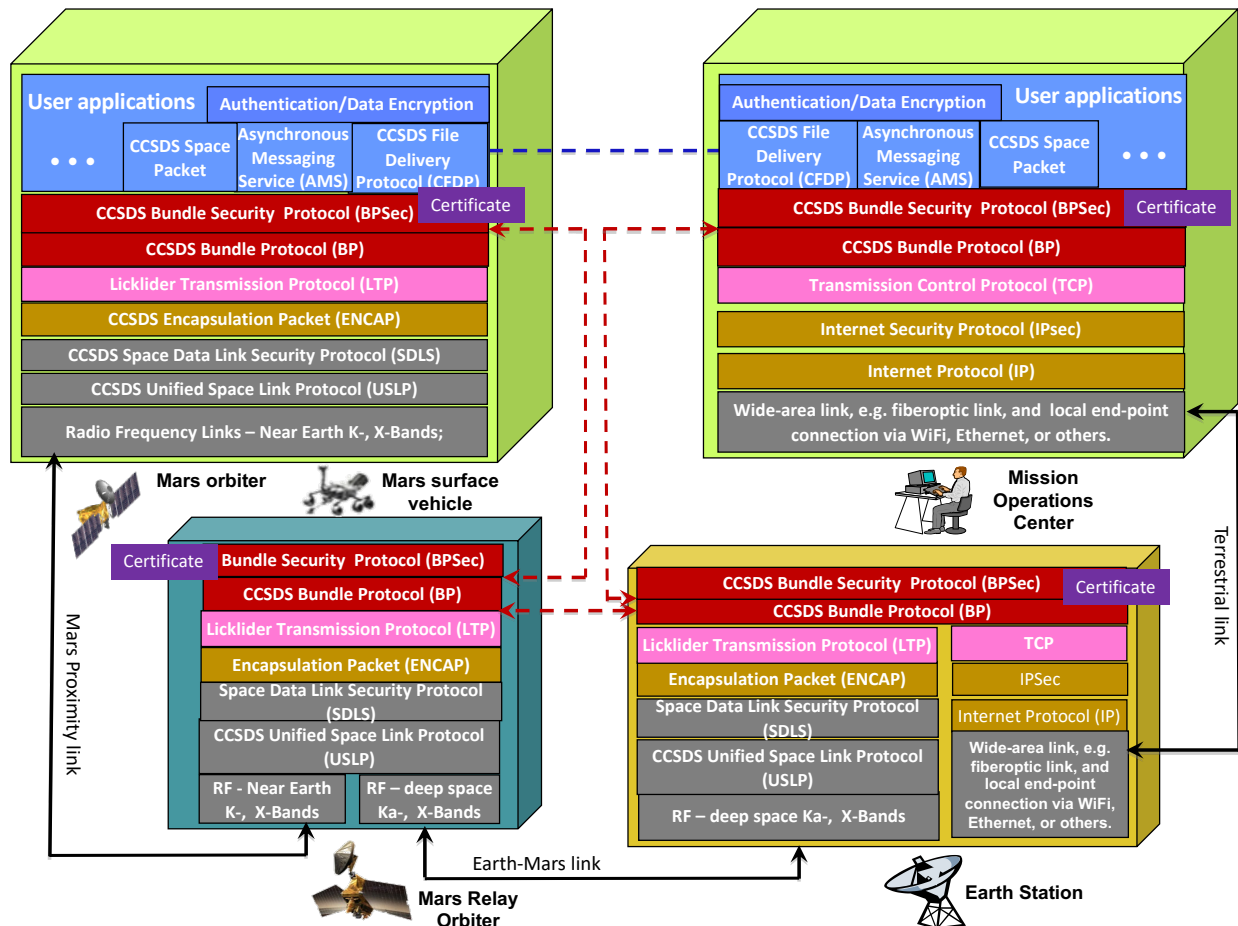 User applications
Authentication/Data Encryption
• • •
CCSDS Space
Packet
Asynchronous
Messaging
Service (AMS)
CCSDS File
Delivery
Protocol (CFDP)
CCSDS Bundle Security Protocol (BPSec)
Certificate
CCSDS Bundle Protocol (BP)
Licklider Transmission Protocol (LTP)
CCSDS Encapsulation Packet (ENCAP)
CCSDS Space Data Link Security Protocol (SDLS)
CCSDS Unified Space Link Protocol (USLP)
Radio Frequency Links – Near Earth K-, X-Bands;
Mars orbiter
Mars surface
vehicle
Authentication/Data Encryption
User applications
CCSDS File
Delivery
Protocol (CFDP)
Asynchronous
Messaging
Service (AMS)
CCSDS Space
Packet
• • •
CCSDS Bundle Security Protocol (BPSec)
Certificate
CCSDS Bundle Protocol (BP)
Transmission Control Protocol (TCP)
Internet Security Protocol (IPsec)
Internet Protocol (IP)
Wide-area link, e.g. fiberoptic link, and local end-point
connection via WiFi, Ethernet, or others.
Mission
Operations
Center
Terrestrial link
Mars Proximity link
Certificate
Bundle Security Protocol (BPSec)
CCSDS Bundle Protocol (BP)
Licklider Transmission Protocol (LTP)
Encapsulation Packet (ENCAP)
Space Data Link Security Protocol
(SDLS)
CCSDS Unified Space Link Protocol
(USLP)
RF - Near Earth
K-, X-Bands
RF – deep space
Ka-, X-Bands
Mars Relay
Orbiter
Earth-Mars link
CCSDS Bundle Security Protocol (BPSec)
Certificate
CCSDS Bundle Protocol (BP)
Licklider Transmission Protocol (LTP)
Encapsulation Packet (ENCAP)
Space Data Link Security Protocol
(SDLS)
CCSDS Unified Space Link Protocol
(USLP)
RF – deep space Ka-, X-Bands
TCP
IPSec
Internet Protocol (IP)
Wide-area link, e.g.
fiberoptic link, and
local end-point
connection via WiFi,
Ethernet, or others.
Earth Station